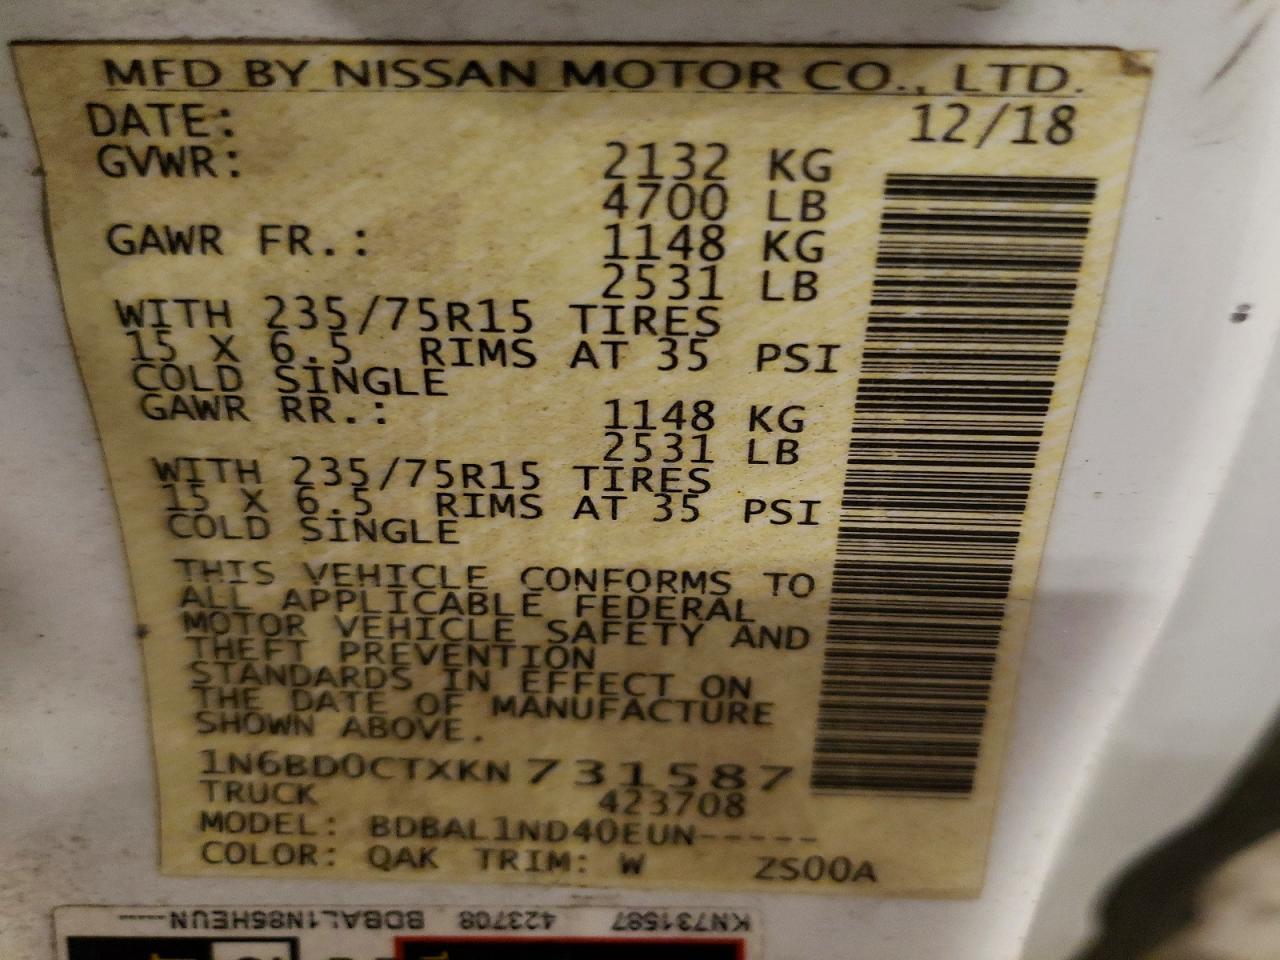 MFD BY NISSAN MOTOR CO., LTD.
DATE: 12/18
GVWR: 2132 KG
4700 LB
GAWR FR.: 1148 KG
2531 LB
WITH 235/75R15 TIRES
15 X 6.5 RIMS AT 35 PSI
COLD SINGLE
GAWR RR.: 1148 KG
2531 LB
WITH 235/75R15 TIRES
15 X 6.5 RIMS AT 35 PSI
COLD SINGLE
THIS VEHICLE CONFORMS TO
ALL APPLICABLE FEDERAL
MOTOR VEHICLE SAFETY AND
THEFT PREVENTION
STANDARDS IN EFFECT ON
THE DATE OF MANUFACTURE
SHOWN ABOVE.
1N6BD0CTXKN731587
TRUCK 423708
MODEL: BDBAL1ND40EUN-----
COLOR: QAK TRIM: W ZS00A
KN731587 423708 BDBAL1N86HEUN-----